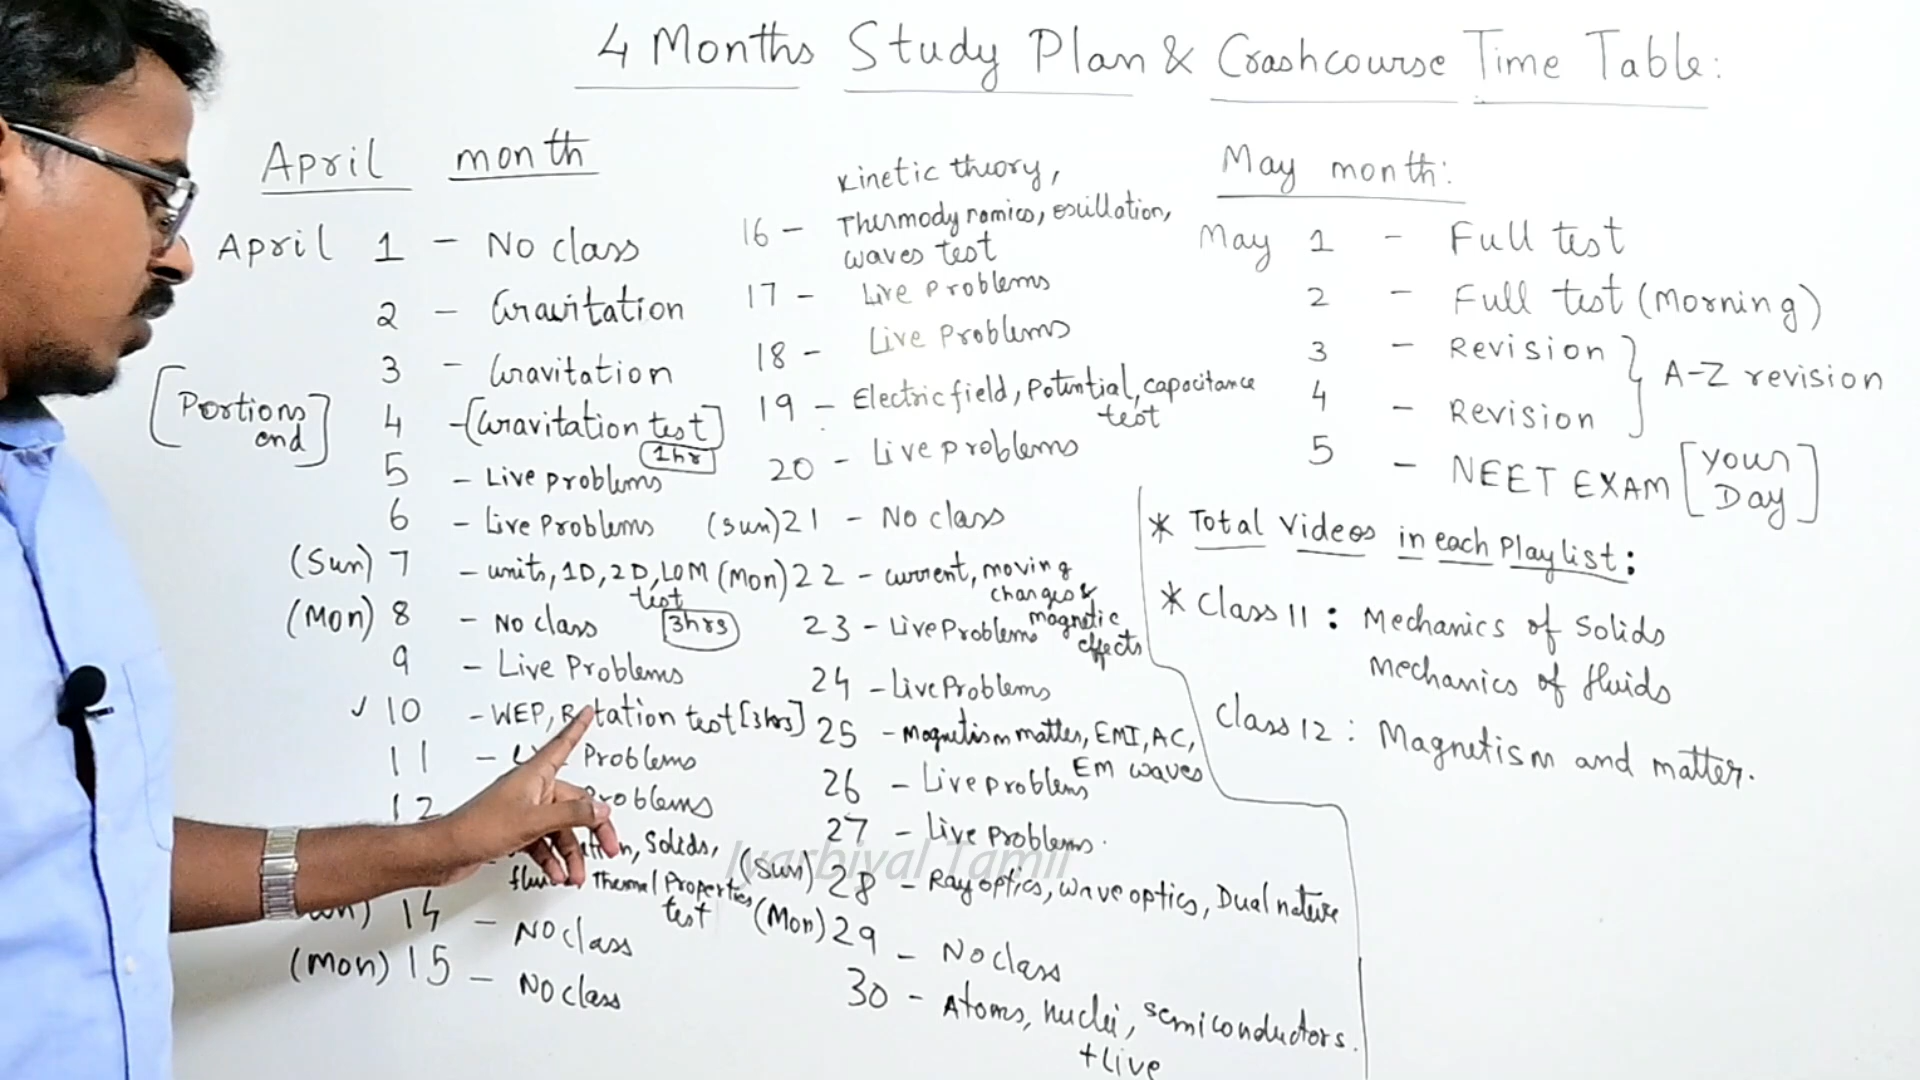 4 Months Study Plan & Crashcourse Time Table:
April month
April 1 - No class
2 - Gravitation
3 - Gravitation
[Portions end] 4 - [Gravitation test] 1hr
5 - Live problems
6 - Live Problems
(Sun) 7 - units, 1D, 2D, LOM test 3hrs
(Mon) 8 - No class
9 - Live Problems
✓ 10 - WEP, Rotation test [3hrs]
11 - Problems
12 Problems
Solids,
Thermal Properties
test
14 - No class
(Mon) 15 - No class
Kinetic theory,
16 - Thermodynamics, oscillation,
waves test
17 - Live Problems
18 - Live Problems
19 - Electric field, Potential, capacitance
test
20 - Live problems
(Sun) 21 - No class
(Mon) 22 - current, moving
charges &
magnetic
effects
23 - Live Problems
24 - Live Problems
25 - Magnetism matter, EMI, AC,
EM waves
26 - Live problems
27 - Live problems.
(Sun) 28 - Ray optics, wave optics, Dual nature
(Mon) 29 - No class
30 - Atoms, nuclei, semiconductors.
+ live
May month:
May 1 - Full test
2 - Full test (Morning)
3 - Revision
4 - Revision
A-Z revision
5 - NEET EXAM [Your Day]
* Total Videos in each Playlist:
* Class 11: Mechanics of Solids
Mechanics of fluids
Class 12: Magnetism and matter.
Iyarbiyal Tamil